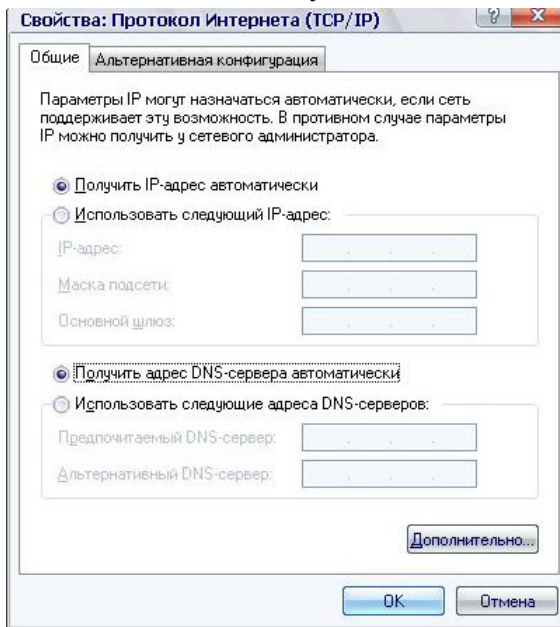 Свойства: Протокол Интернета (TCP/IP)
? X
Общие Альтернативная конфигурация
Параметры IP могут назначаться автоматически, если сеть
поддерживает эту возможность. В противном случае параметры
IP можно получить у сетевого администратора.
Получить IP-адрес автоматически
Использовать следующий IP-адрес:
IP-адрес:
Маска подсети:
Основной шлюз:
Получить адрес DNS-сервера автоматически
Использовать следующие адреса DNS-серверов:
Предпочитаемый DNS-сервер:
Альтернативный DNS-сервер:
Дополнительно...
OK Отмена